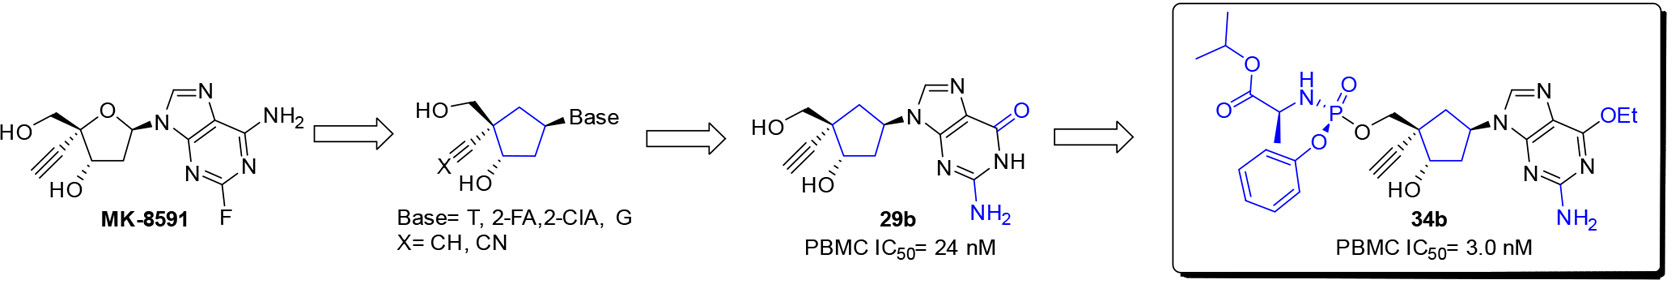 HO
O
N
N
NH2
N
N
F
HO
MK-8591
HO
Base
X
HO
Base= T, 2-FA,2-ClA, G
X= CH, CN
HO
N
N
O
N
NH
NH2
HO
29b
PBMC IC50= 24 nM
O
O
H
N
O
P
O
O
N
N
OEt
N
N
NH2
HO
34b
PBMC IC50= 3.0 nM